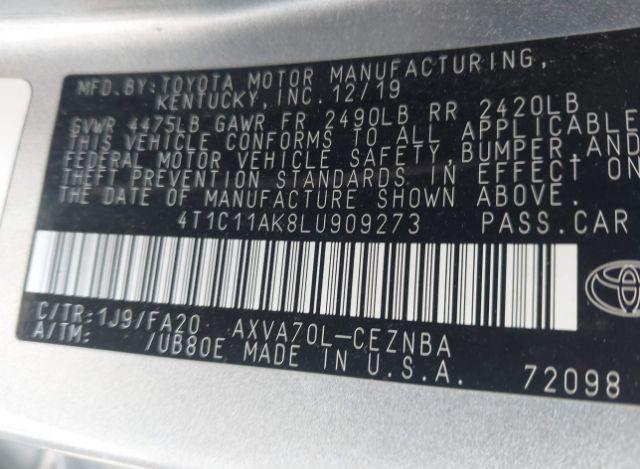 MFD.BY:TOYOTA MOTOR MANUFACTURING,
KENTUCKY,INC.12/19
GVWR 4475LB GAWR FR 2490LB RR 2420LB
THIS VEHICLE CONFORMS TO ALL APPLICABLE
FEDERAL MOTOR VEHICLE SAFETY,BUMPER AND
THEFT PREVENTION STANDARDS IN EFFECT ON
THE DATE OF MANUFACTURE SHOWN ABOVE.
4T1C11AK8LU909273 PASS.CAR
C/TR:1J9/FA20 AXVA70L-CEZNBA
A/TM: /UB80E MADE IN U.S.A. 72098